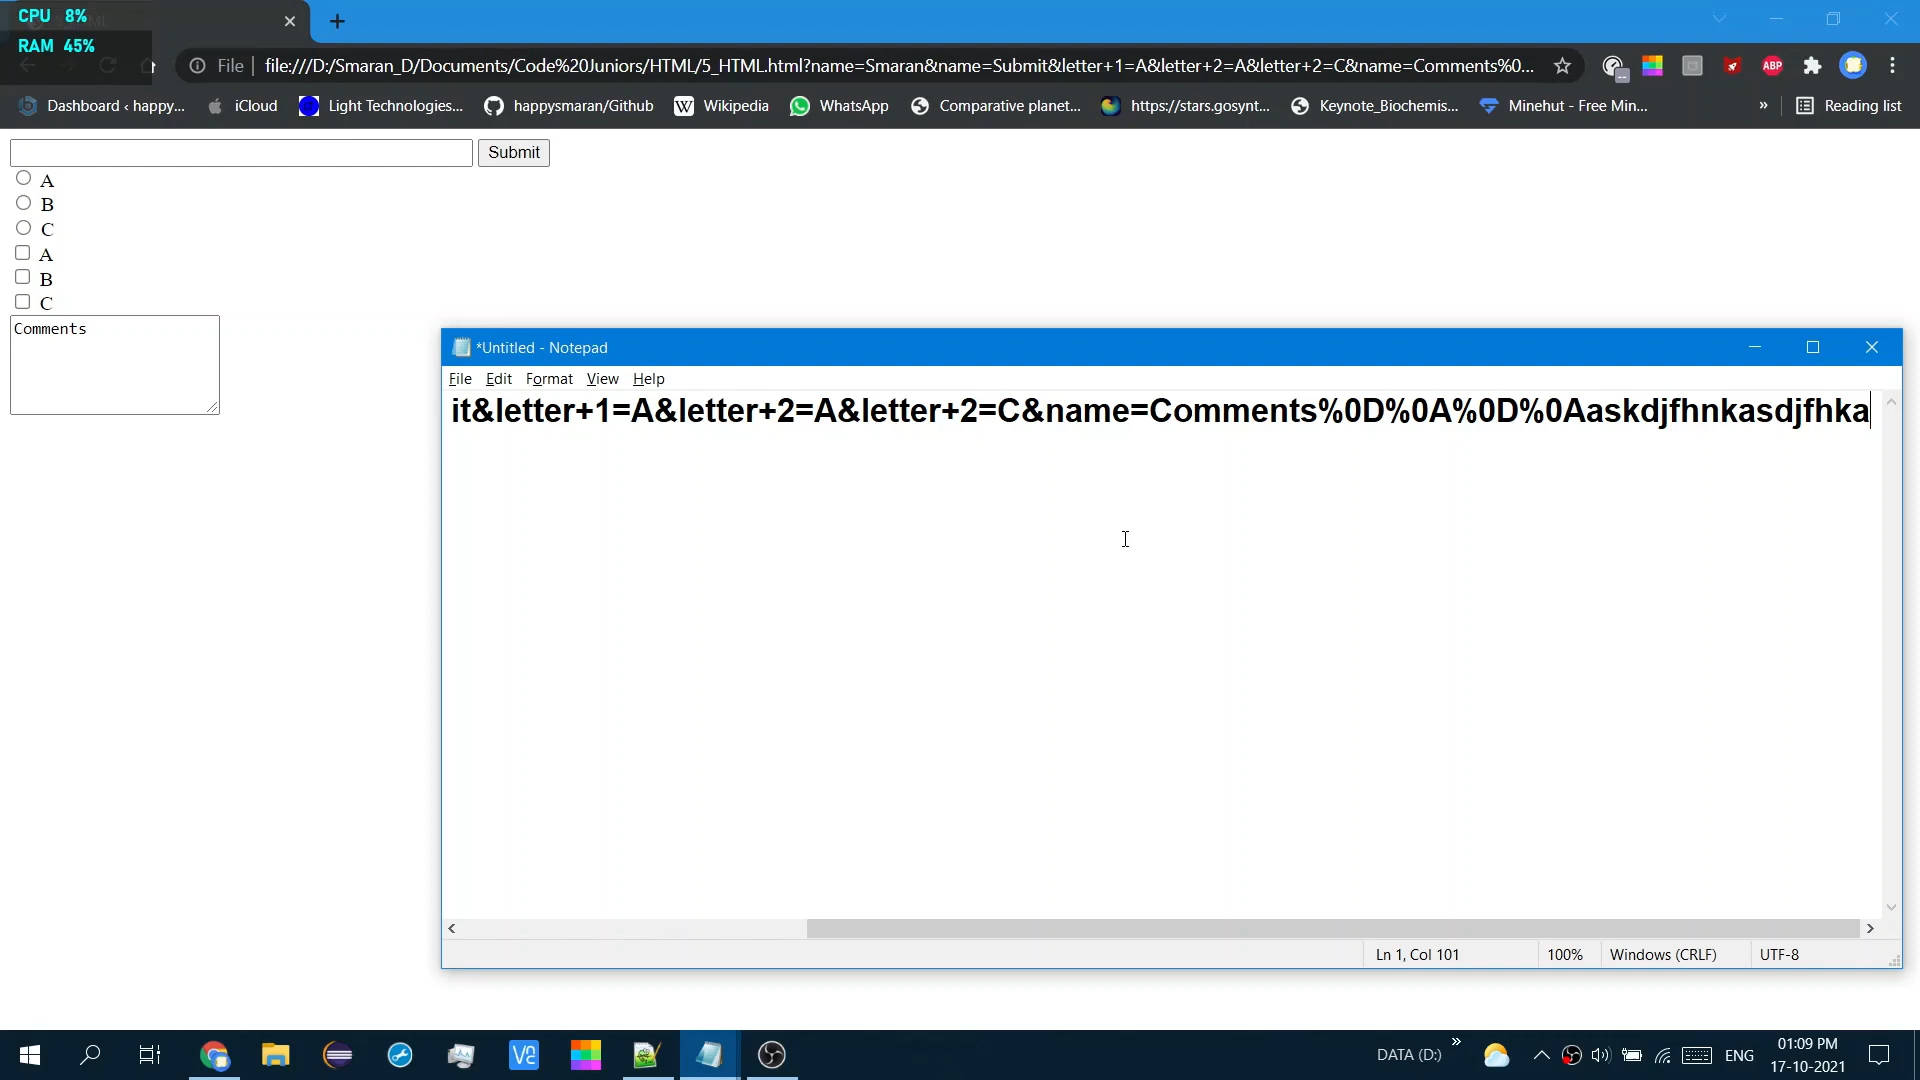 CPU 8%
RAM 45%
File
file:///D:/Smaran_D/Documents/Code%20Juniors/HTML/5_HTML.html?name=Smaran&name=Submit&letter+1=A&letter+2=A&letter+2=C&name=Comments%0...
ABP
Dashboard ‹ happy...
iCloud
Light Technologies...
happysmaran/Github
W Wikipedia
WhatsApp
Comparative planet...
https://stars.gosynt...
Keynote_Biochemis...
Minehut - Free Min...
»
Reading list
Submit
A
B
C
A
B
C
Comments
*Untitled - Notepad
File Edit Format View Help
it&letter+1=A&letter+2=A&letter+2=C&name=Comments%0D%0A%0D%0Aaskdjfhnkasdjfhka
Ln 1, Col 101
100%
Windows (CRLF)
UTF-8
DATA (D:)
»
ENG
01:09 PM
17-10-2021